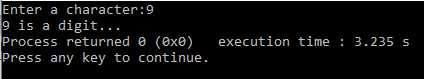 Enter a character:9
9 is a digit...
Process returned 0 (0x0)   execution time : 3.235 s
Press any key to continue.